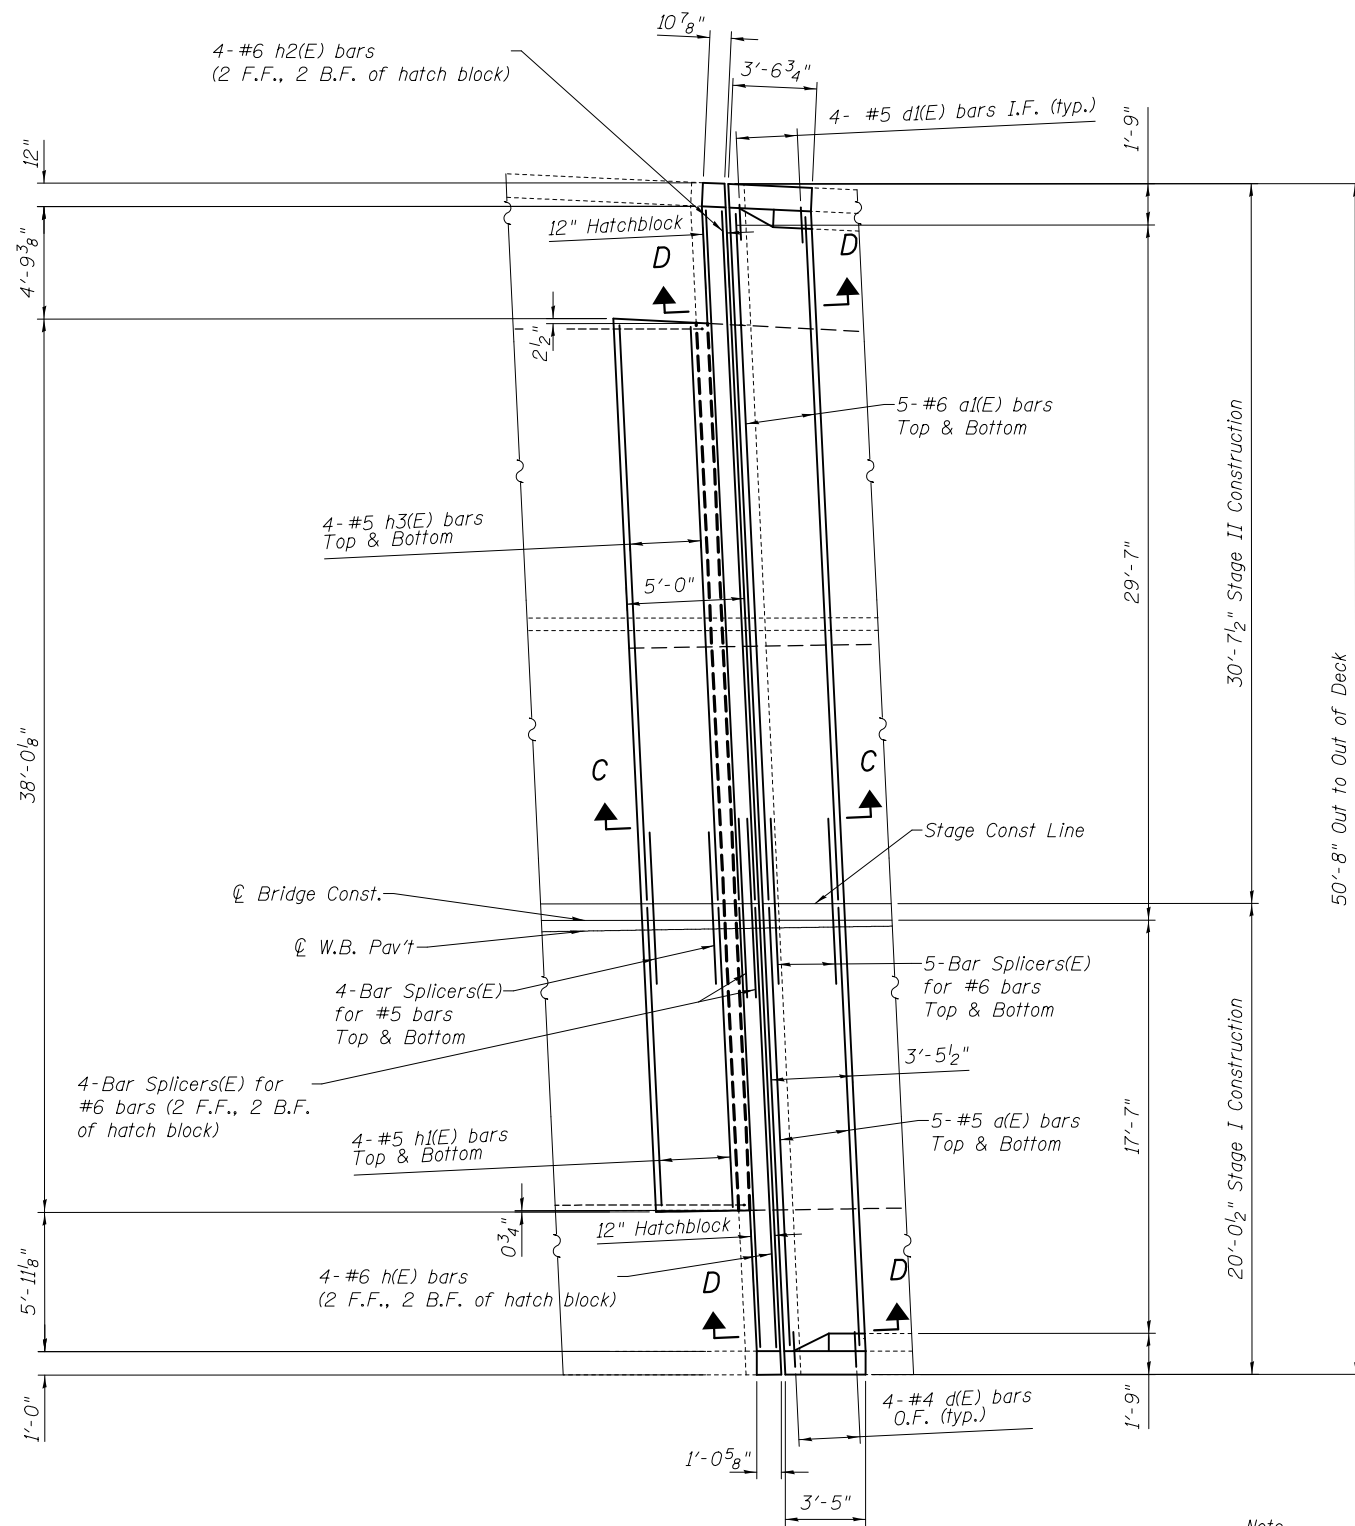 10 7/8"
4-#6 h2(E) bars
(2 F.F., 2 B.F. of hatch block)
3'-6 3/4"
4- #5 d1(E) bars I.F. (typ.)
1'-9"
12"
12" Hatchblock
D
D
4'-9 3/8"
2 1/2"
5-#6 a1(E) bars
Top & Bottom
4-#5 h3(E) bars
Top & Bottom
29'-7"
30'-7 1/2" Stage II Construction
5'-0"
50'-8" Out to Out of Deck
38'-0 1/8"
C
C
Stage Const Line
℄ Bridge Const.
℄ W.B. Pav't
4-Bar Splicers(E)
for #5 bars
Top & Bottom
5-Bar Splicers(E)
for #6 bars
Top & Bottom
3'-5 1/2"
4-Bar Splicers(E) for
#6 bars (2 F.F., 2 B.F.
of hatch block)
5-#5 a(E) bars
Top & Bottom
17'-7"
20'-0 1/2" Stage I Construction
4-#5 h1(E) bars
Top & Bottom
0 3/4"
12" Hatchblock
5'-11 1/8"
4-#6 h(E) bars
(2 F.F., 2 B.F. of hatch block)
D
D
1'-0"
4-#4 d(E) bars
O.F. (typ.)
1'-9"
1'-0 5/8"
3'-5"